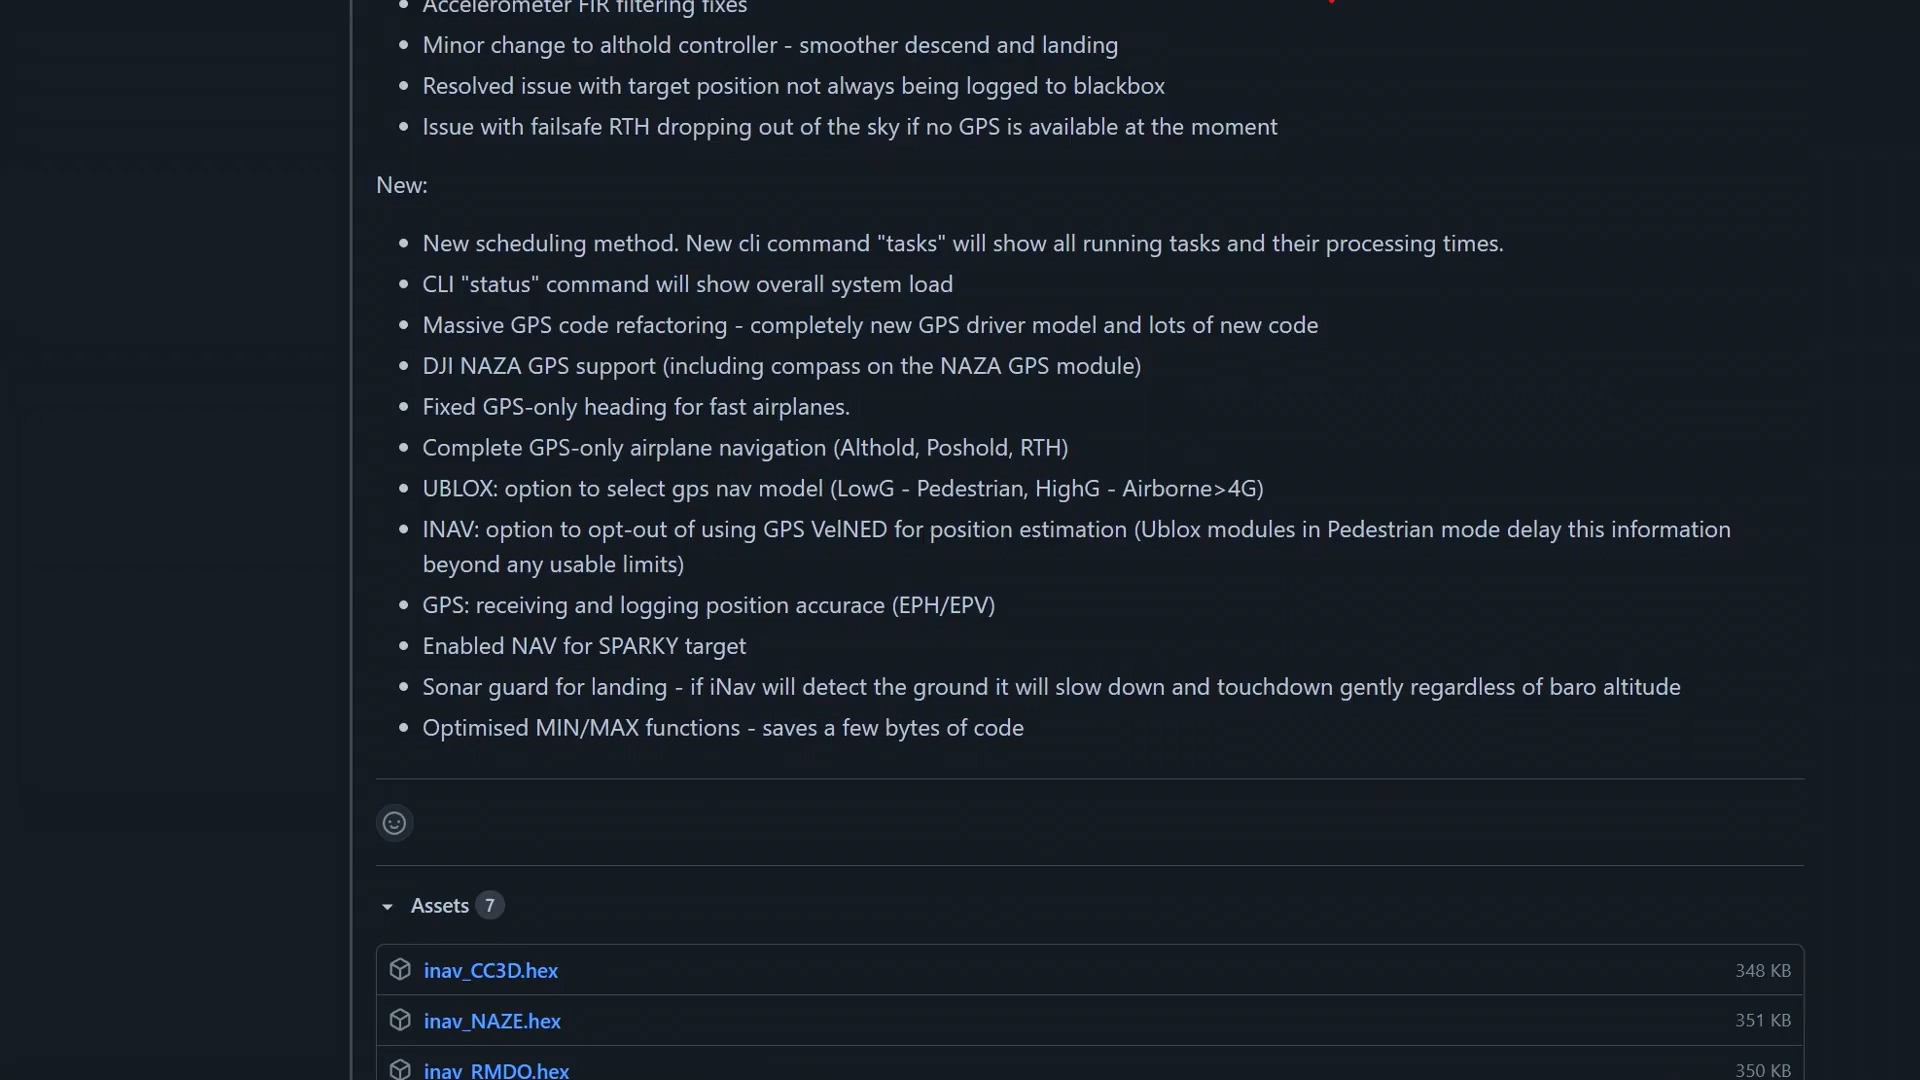 Accelerometer FIR filtering fixes
Minor change to althold controller - smoother descend and landing
Resolved issue with target position not always being logged to blackbox
Issue with failsafe RTH dropping out of the sky if no GPS is available at the moment
New:
New scheduling method. New cli command "tasks" will show all running tasks and their processing times.
CLI "status" command will show overall system load
Massive GPS code refactoring - completely new GPS driver model and lots of new code
DJI NAZA GPS support (including compass on the NAZA GPS module)
Fixed GPS-only heading for fast airplanes.
Complete GPS-only airplane navigation (Althold, Poshold, RTH)
UBLOX: option to select gps nav model (LowG - Pedestrian, HighG - Airborne>4G)
INAV: option to opt-out of using GPS VelNED for position estimation (Ublox modules in Pedestrian mode delay this information
beyond any usable limits)
GPS: receiving and logging position accurace (EPH/EPV)
Enabled NAV for SPARKY target
Sonar guard for landing - if iNav will detect the ground it will slow down and touchdown gently regardless of baro altitude
Optimised MIN/MAX functions - saves a few bytes of code
Assets 7
inav_CC3D.hex 348 KB
inav_NAZE.hex 351 KB
inav_RMDO.hex 350 KB